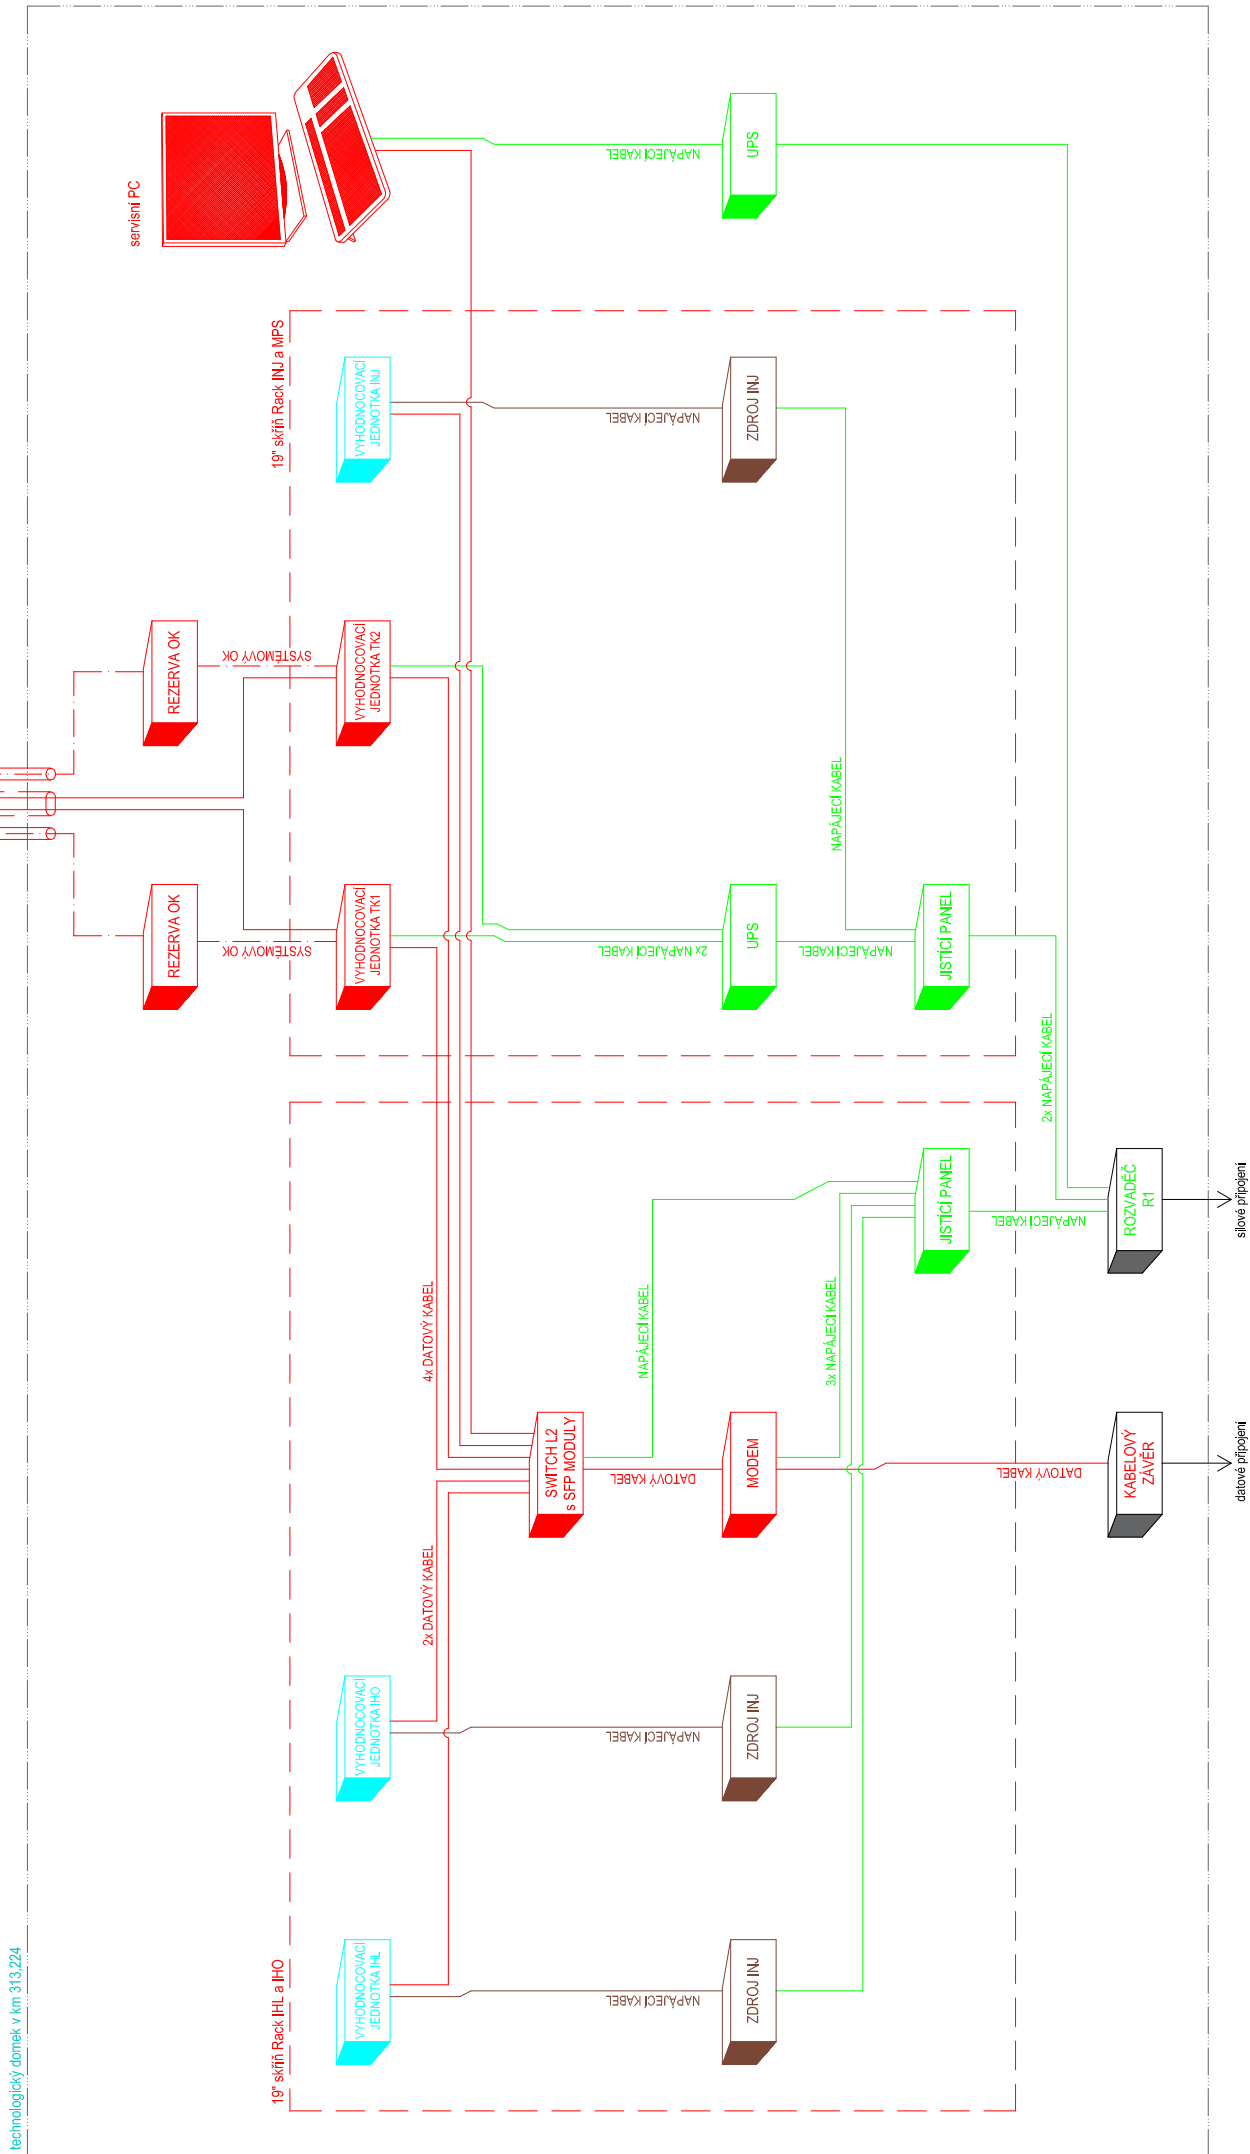 technologický domek v km 313,224
19" skříň Rack IHL a IHO
VYHODNOCOVACÍ
JEDNOTKA IHL
VYHODNOCOVACÍ
JEDNOTKA IHO
2x DATOVÝ KABEL
4x DATOVÝ KABEL
SWITCH L2
s SFP MODULY
NAPÁJECÍ KABEL
NAPÁJECÍ KABEL
DATOVÝ KABEL
NAPÁJECÍ KABEL
ZDROJ INJ
ZDROJ INJ
MODEM
3x NAPÁJECÍ KABEL
JISTÍCÍ PANEL
DATOVÝ KABEL
NAPÁJECÍ KABEL
KABELOVÝ
ZÁVĚR
ROZVADĚČ
R1
datové připojení
silové připojení
2x NAPÁJECÍ KABEL
REZERVA OK
REZERVA OK
SYSTÉMOVÝ OK
SYSTÉMOVÝ OK
19" skříň Rack INJ a MPS
VYHODNOCOVACÍ
JEDNOTKA TK1
VYHODNOCOVACÍ
JEDNOTKA TK2
VYHODNOCOVACÍ
JEDNOTKA INJ
2x NAPÁJECÍ KABEL
NAPÁJECÍ KABEL
UPS
ZDROJ INJ
NAPÁJECÍ KABEL
NAPÁJECÍ KABEL
JISTÍCÍ PANEL
servisní PC
NAPÁJECÍ KABEL
UPS